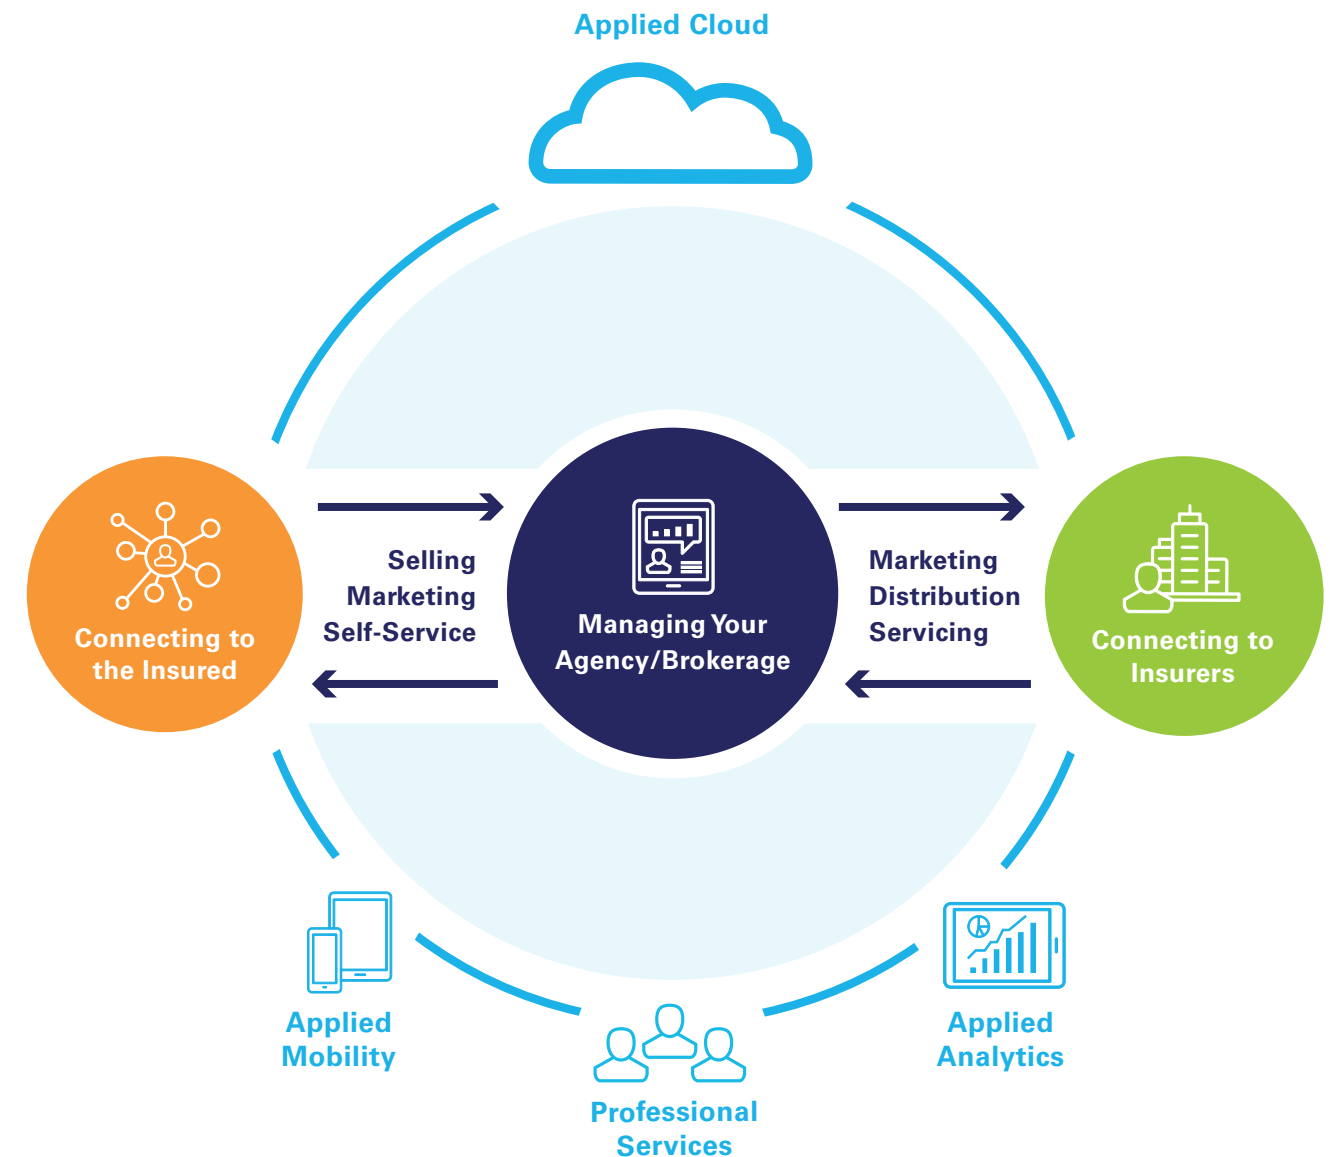 Applied Cloud
Connecting to
the Insured
Selling
Marketing
Self-Service
Managing Your
Agency/Brokerage
Marketing
Distribution
Servicing
Connecting to
Insurers
Applied
Mobility
Professional
Services
Applied
Analytics